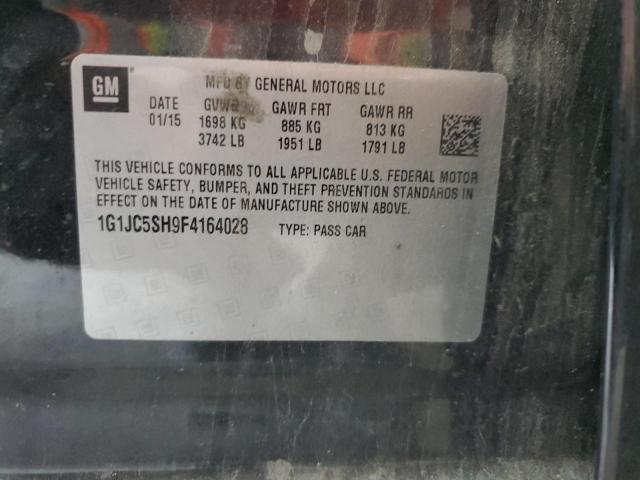 GM
MFD BY GENERAL MOTORS LLC
DATE GVWR GAWR FRT GAWR RR
01/15 1698 KG 885 KG 813 KG
3742 LB 1951 LB 1791 LB
THIS VEHICLE CONFORMS TO ALL APPLICABLE U.S. FEDERAL MOTOR
VEHICLE SAFETY, BUMPER, AND THEFT PREVENTION STANDARDS IN
EFFECT ON THE DATE OF MANUFACTURE SHOWN ABOVE.
1G1JC5SH9F4164028 TYPE: PASS CAR